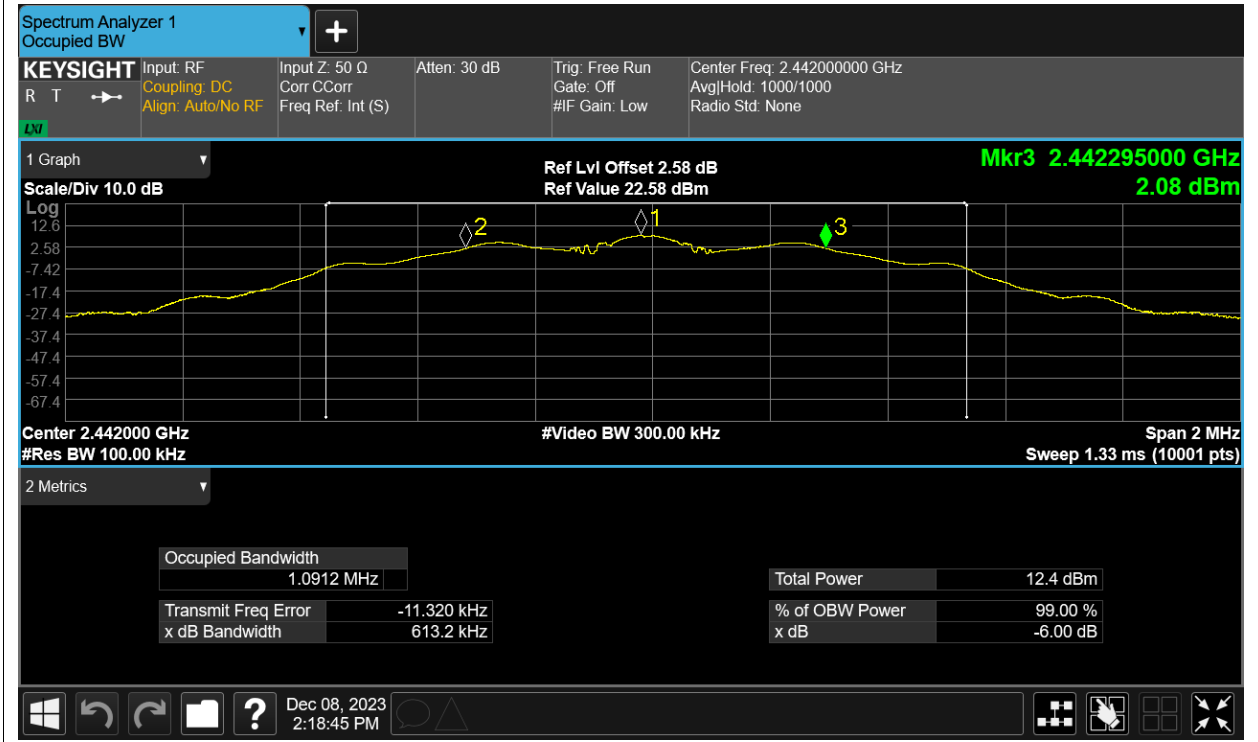 Spectrum Analyzer 1
Occupied BW
KEYSIGHT
R T
LXI
Input: RF
Coupling: DC
Align: Auto/No RF
Input Z: 50 Ω
Corr CCorr
Freq Ref: Int (S)
Atten: 30 dB
Trig: Free Run
Gate: Off
#IF Gain: Low
Center Freq: 2.442000000 GHz
Avg|Hold: 1000/1000
Radio Std: None
1 Graph
Scale/Div 10.0 dB
Ref Lvl Offset 2.58 dB
Ref Value 22.58 dBm
Mkr3 2.442295000 GHz
2.08 dBm
Log
12.6
2.58
-7.42
-17.4
-27.4
-37.4
-47.4
-57.4
-67.4
2
1
3
Center 2.442000 GHz
#Video BW 300.00 kHz
Span 2 MHz
#Res BW 100.00 kHz
Sweep 1.33 ms (10001 pts)
2 Metrics
Occupied Bandwidth
1.0912 MHz
Total Power 12.4 dBm
Transmit Freq Error -11.320 kHz
% of OBW Power 99.00 %
x dB Bandwidth 613.2 kHz
x dB -6.00 dB
?
Dec 08, 2023
2:18:45 PM